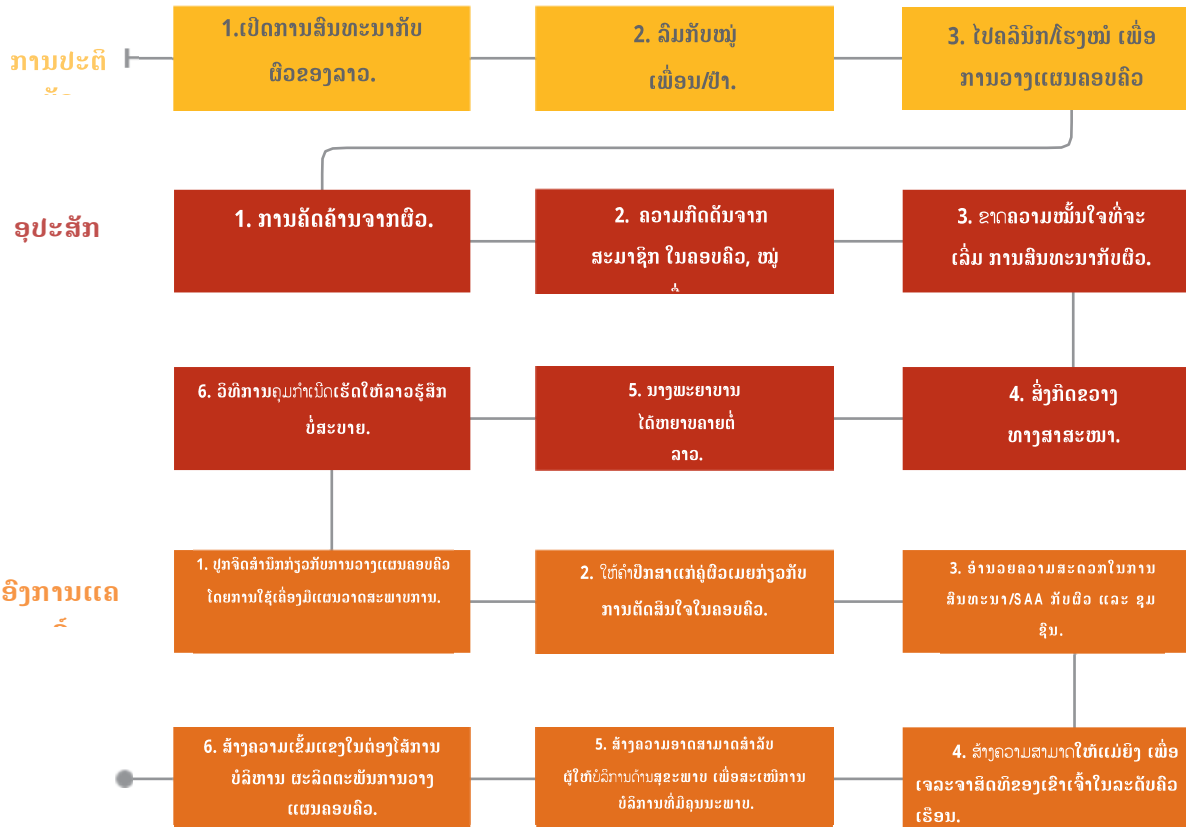 ການປະຕິ
1.ເປີດການສົນທະນາກັບ
ຜົວຂອງລາວ.
2. ລົມກັບໝູ່
ເພື່ອນ/ປ້າ.
3. ໄປຄລີນິກ/ໂຮງໝໍ ເພື່ອ
ການວາງແຜນຄອບຄົວ
ອຸປະສັກ
1. ການຄັດຄ້ານຈາກຜົວ.
2. ຄວາມກົດດັນຈາກ
ສະມາຊິກ ໃນຄອບຄົວ, ໝູ່
3. ຂາດຄວາມໝັ້ນໃຈທີ່ຈະ
ເລີ່ມ ການສົນທະນາກັບຜົວ.
6. ວິທີການຄຸມກຳເນີດເຮັດໃຫ້ລາວຮູ້ສຶກ
ບໍ່ສະບາຍ.
5. ນາງພະຍາບານ
ໄດ້ຫຍາບຄາຍຕໍ່
ລາວ.
4. ສິ່ງກີດຂວາງ
ທາງສາສະໜາ.
ອົງການແຄ
1. ປູກຈິດສຳນຶກກ່ຽວກັບການວາງແຜນຄອບຄົວ
ໂດຍການໃຊ້ເຄື່ອງມືແຜນວາດສະພາບການ.
2. ໃຫ້ຄຳປຶກສາແກ່ຄູ່ຜົວເມຍກ່ຽວກັບ
ການຕັດສິນໃຈໃນຄອບຄົວ.
3. ອຳນວຍຄວາມສະດວກໃນການ
ສົນທະນາ/SAA ກັບຜົວ ແລະ ຊຸມ
ຊົນ.
6. ສ້າງຄວາມເຂັ້ມແຂງໃນຕ່ອງໂສ້ການ
ບໍລິຫານ ຜະລິດຕະພັນການວາງ
ແຜນຄອບຄົວ.
5. ສ້າງຄວາມອາດສາມາດສຳລັບ
ຜູ້ໃຫ້ບໍລິການດ້ານສຸຂະພາບ ເພື່ອສະເໜີການ
ບໍລິການທີ່ມີຄຸນນະພາບ.
4. ສ້າງຄວາມສາມາດໃຫ້ແມ່ຍິງ ເພື່ອ
ເຈລະຈາສິດທິຂອງເຂົາເຈົ້າໃນລະດັບຄົວ
ເຮືອນ.